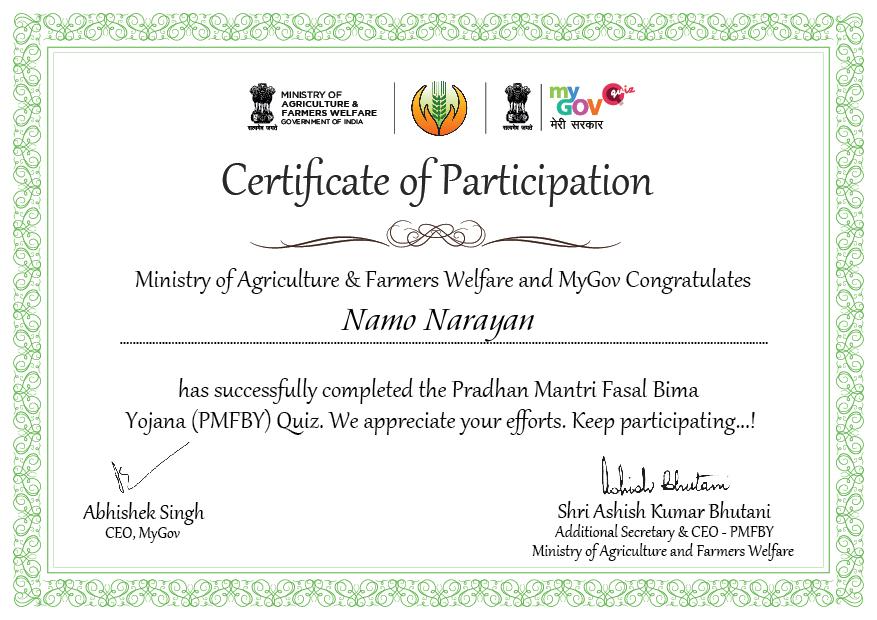 MINISTRY OF
AGRICULTURE &
FARMERS WELFARE
GOVERNMENT OF INDIA
सत्यमेव जयते
सत्यमेव जयते
my
GOV
quiz
मेरी सरकार
Certificate of Participation
Ministry of Agriculture & Farmers Welfare and MyGov Congratulates
Namo Narayan
has successfully completed the Pradhan Mantri Fasal Bima
Yojana (PMFBY) Quiz. We appreciate your efforts. Keep participating...!
Abhishek Singh
CEO, MyGov
Ashish Bhutani
Shri Ashish Kumar Bhutani
Additional Secretary & CEO - PMFBY
Ministry of Agriculture and Farmers Welfare